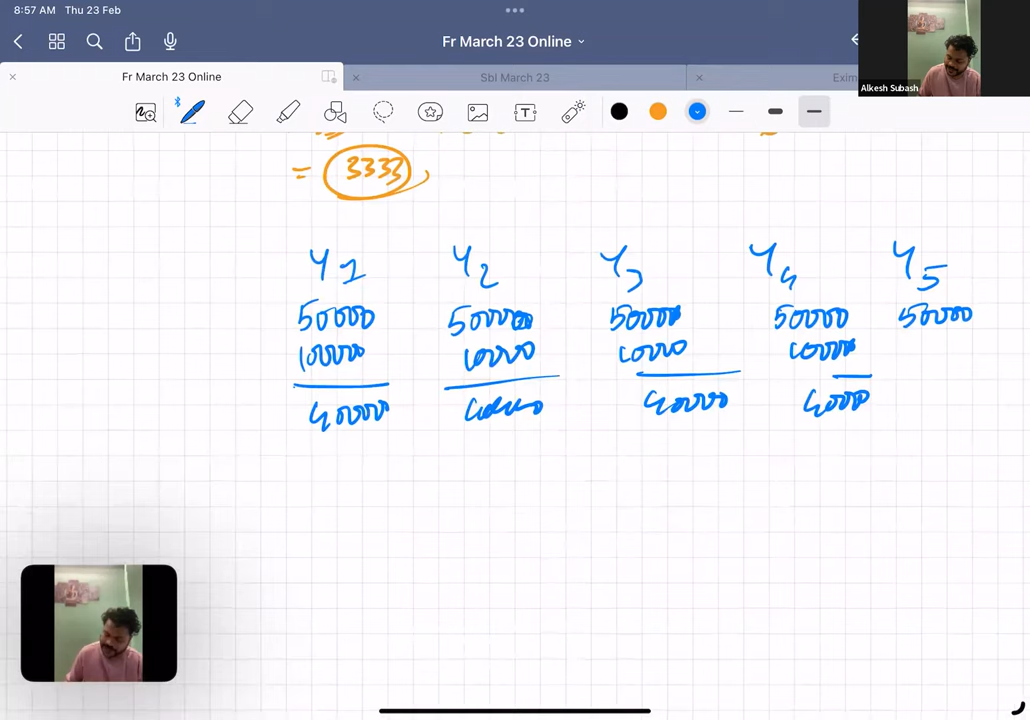 8:57 AM Thu 23 Feb
Fr March 23 Online
Alkesh Subash
Fr March 23 Online Sbl March 23 Exim
= 3333
Y1 Y2 Y3 Y4 Y5
50000 50000 50000 50000 50000
10000 10000 10000 10000
40000 40000 40000 40000